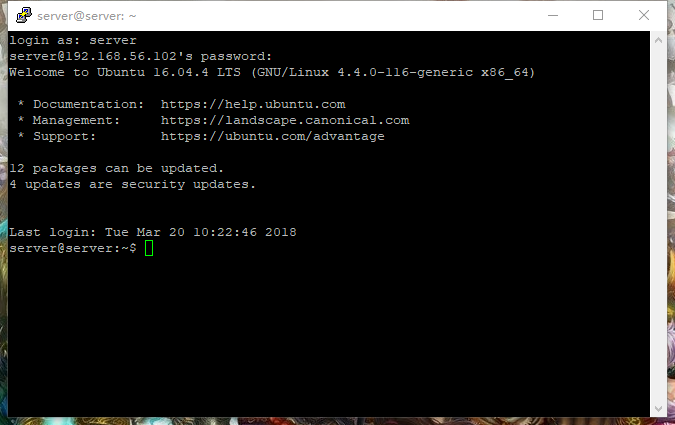 server@server: ~
login as: server
server@192.168.56.102's password:
Welcome to Ubuntu 16.04.4 LTS (GNU/Linux 4.4.0-116-generic x86_64)
 * Documentation:  https://help.ubuntu.com
 * Management:     https://landscape.canonical.com
 * Support:        https://ubuntu.com/advantage
12 packages can be updated.
4 updates are security updates.
Last login: Tue Mar 20 10:22:46 2018
server@server:~$